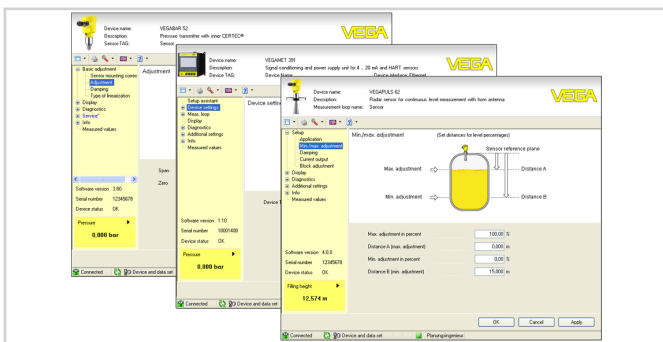 Device name: VEGABAR 52
Description: Pressure transmitter with inner CERTEC®
Sensor TAG: Sensor
VEGA
Basic adjustment
Sensor mounting correc
Adjustment
Damping
Type of linearization
Display
Diagnostics
Service
Info
Measured values
Adjustment
Span
Zero
Software version 3.80
Serial number 12345678
Device status OK
Pressure
0,000 bar
Connected Device and data set
Device name: VEGAMET 391
Description: Signal conditioning and power supply unit for 4 .. 20 mA and HART sensors
Device TAG: Device Name Device interface: Ethernet
VEGA
Setup assistant
Device settings
Meas. loop
Display
Diagnostics
Additional settings
Info
Measured values
Device settin
Device T
Software version 1.10
Serial number 10001400
Device status OK
Pressure
0,000 bar
Connected Device and data set
Device name: VEGAPULS 62
Description: Radar sensor for continuous level measurement with horn antenna
Measurement loop name: Sensor
VEGA
Setup
Application
Min./max. adjustment
Damping
Current output
Block adjustment
Display
Diagnostics
Additional settings
Info
Measured values
Min./max. adjustment (Set distances for level percentages)
Sensor reference plane
Max. adjustment Distance A
Min. adjustment Distance B
Max. adjustment in percent 100,00 %
Distance A (max. adjustment) 0,000 m
Min. adjustment in percent 0,00 %
Distance B (min. adjustment) 15,000 m
Software version 4.0.0
Serial number 12345678
Device status OK
Filling height
12,574 m
OK Cancel Apply
Connected Device and data set Planungsingenieur